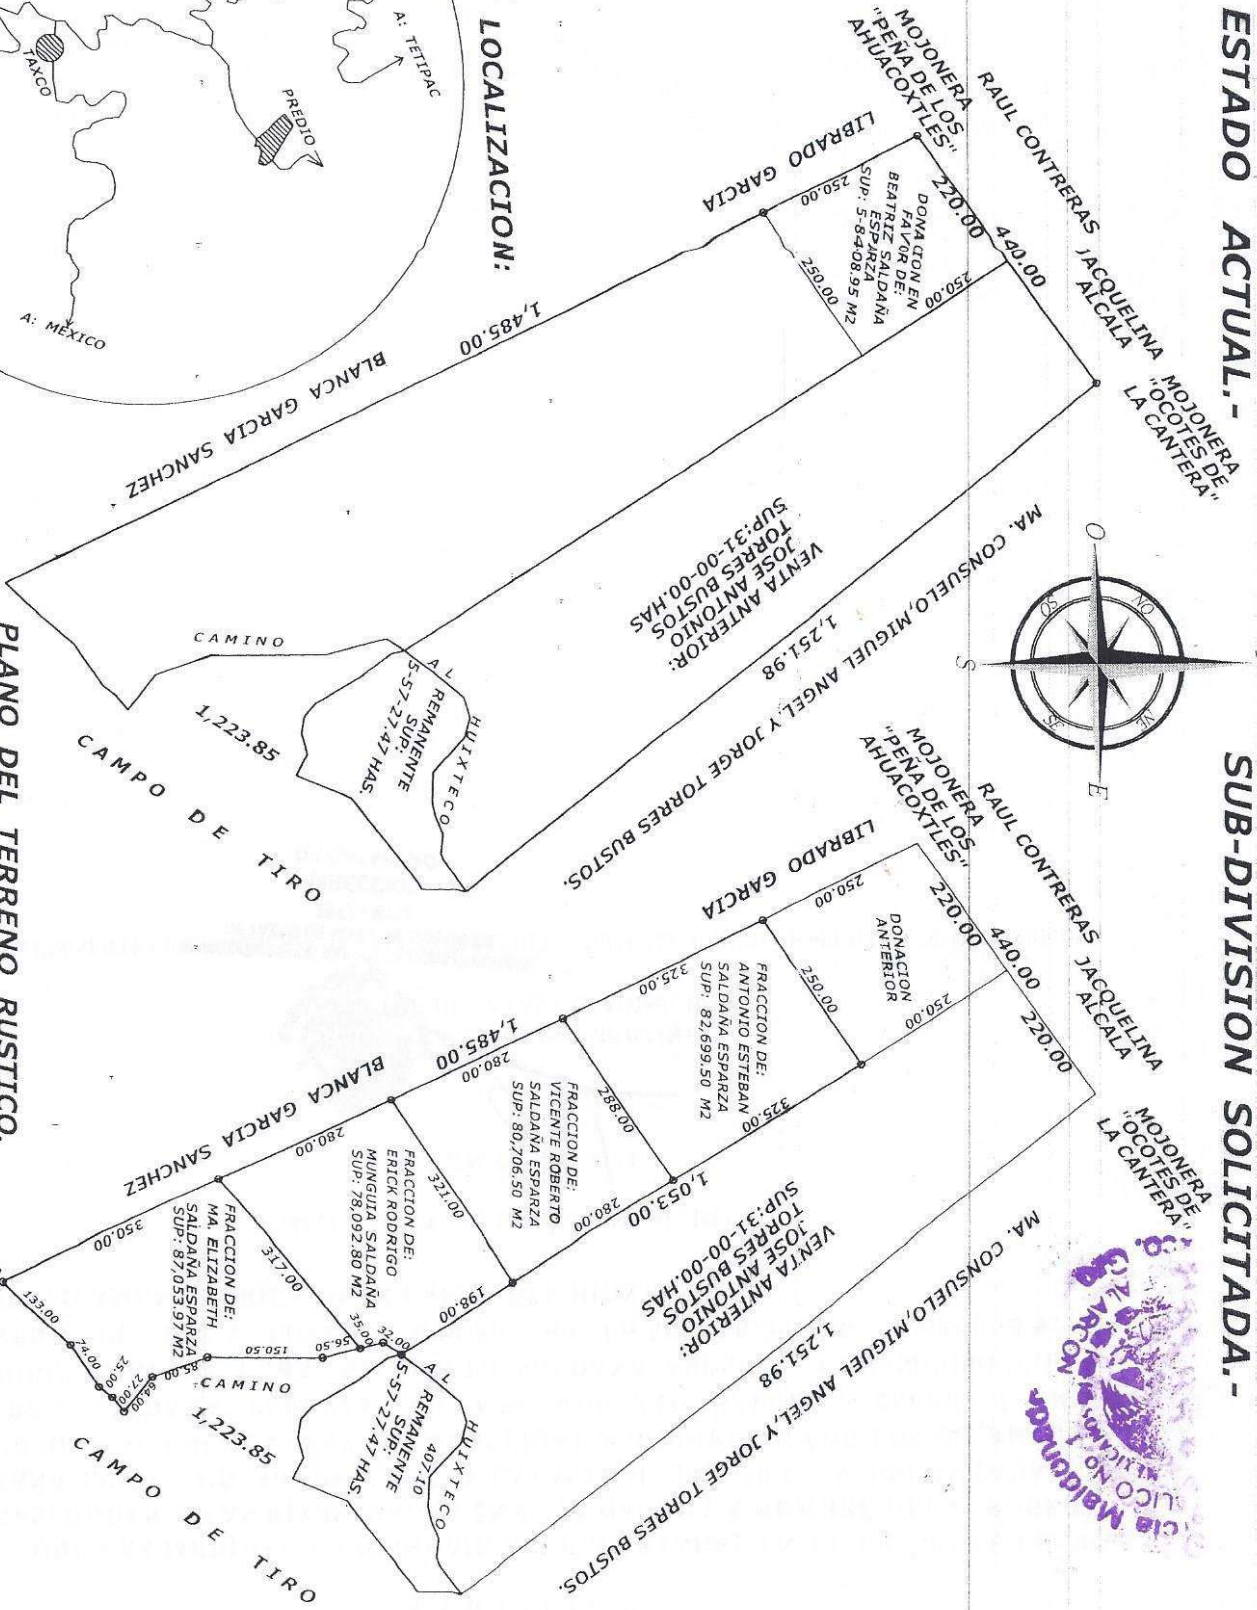 ESTADO ACTUAL.-
MOJONERA
"PEÑA DE LOS
AHUACOXTLES"
RAUL CONTRERAS
JACQUELINA
ALCALA
MOJONERA
"OCOTES DE
LA CANTERA"
220.00
440.00
LIBRADO GARCIA
250.00
DONACION EN
FAVOR DE:
BEATRIZ SALDAÑA
ESPARZA
SUP: 5-84-08.95 M2
250.00
250.00
1,485.00
BLANCA GARCIA SANCHEZ
VENTA ANTERIOR:
JOSE ANTONIO
TORRES BUSTOS
SUP:31-00-00.HAS
MA. CONSUELO,MIGUEL ANGEL,Y JORGE TORRES BUSTOS.
1,251.98
CAMINO
AL
HUIXTECO
REMANENTE
SUP:
5-57-27.47 HAS.
1,223.85
CAMPO DE TIRO
LOCALIZACION:
A: TETIPAC
PREDIO
TAXCO
A: MEXICO
O
NO
NE
E
SE
S
OS
SUB-DIVISION SOLICITADA.-
MOJONERA
"PEÑA DE LOS
AHUACOXTLES"
RAUL CONTRERAS
JACQUELINA
ALCALA
MOJONERA
"OCOTES DE
LA CANTERA"
220.00
440.00
220.00
LIBRADO GARCIA
250.00
DONACION
ANTERIOR
250.00
250.00
325.00
FRACCION DE:
ANTONIO ESTEBAN
SALDAÑA ESPARZA
SUP: 82,699.50 M2
325.00
1,485.00
288.00
280.00
FRACCION DE:
VICENTE ROBERTO
SALDAÑA ESPARZA
SUP: 80,706.50 M2
280.00
1,053.00
BLANCA GARCIA SANCHEZ
321.00
280.00
FRACCION DE:
ERICK RODRIGO
MUNGUIA SALDAÑA
SUP: 78,092.80 M2
198.00
317.00
350.00
FRACCION DE:
MA. ELIZABETH
SALDAÑA ESPARZA
SUP: 87,053.97 M2
32.00
35.00
56.50
150.50
85.00
64.00
27.00
25.00
74.00
133.00
VENTA ANTERIOR:
JOSE ANTONIO
TORRES BUSTOS
SUP:31-00-00.HAS
MA. CONSUELO,MIGUEL ANGEL,Y JORGE TORRES BUSTOS.
1,251.98
CAMINO
AL
HUIXTECO
407.10
REMANENTE
SUP:
5-57-27.47 HAS.
1,223.85
CAMPO DE TIRO
PLANO DEL TERRENO RUSTICO.
ALARCON
LICO NO 1
cia Maldonado